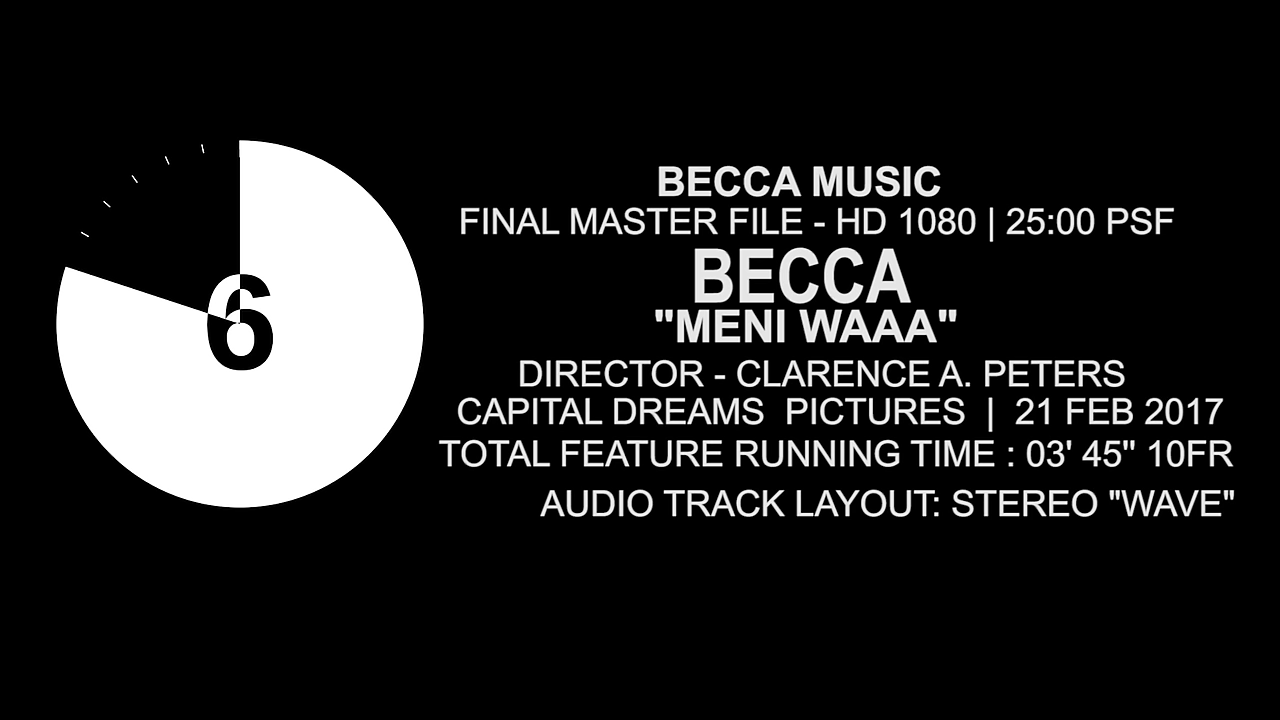 6
BECCA MUSIC
FINAL MASTER FILE - HD 1080 | 25:00 PSF
BECCA
"MENI WAAA"
DIRECTOR - CLARENCE A. PETERS
CAPITAL DREAMS  PICTURES  |  21 FEB 2017
TOTAL FEATURE RUNNING TIME : 03' 45" 10FR
AUDIO TRACK LAYOUT: STEREO "WAVE"